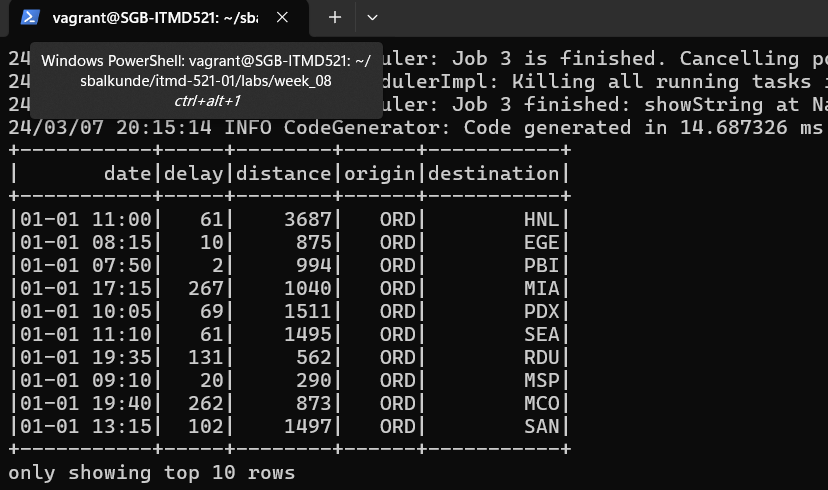 vagrant@SGB-ITMD521: ~/sb
24 uler: Job 3 is finished. Cancelling
Windows PowerShell: vagrant@SGB-ITMD521: ~/
sbalkunde/itmd-521-01/labs/week_08
ctrl+alt+1
24 dulerImpl: Killing all running tasks
24 uler: Job 3 finished: showString at
24/03/07 20:15:14 INFO CodeGenerator: Code generated in 14.687326 ms
+-----------+-----+--------+------+-----------+
|       date|delay|distance|origin|destination|
+-----------+-----+--------+------+-----------+
|01-01 11:00|   61|    3687|   ORD|        HNL|
|01-01 08:15|   10|     875|   ORD|        EGE|
|01-01 07:50|    2|     994|   ORD|        PBI|
|01-01 17:15|  267|    1040|   ORD|        MIA|
|01-01 10:05|   69|    1511|   ORD|        PDX|
|01-01 11:10|   61|    1495|   ORD|        SEA|
|01-01 19:35|  131|     562|   ORD|        RDU|
|01-01 09:10|   20|     290|   ORD|        MSP|
|01-01 19:40|  262|     873|   ORD|        MCO|
|01-01 13:15|  102|    1497|   ORD|        SAN|
+-----------+-----+--------+------+-----------+
only showing top 10 rows